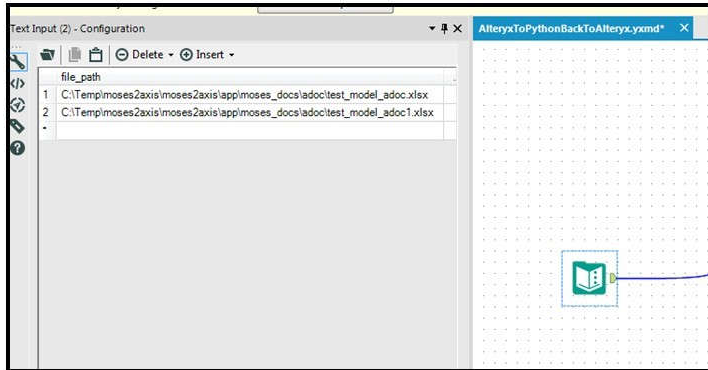 Text Input (2) - Configuration
AlteryxToPythonBackToAlteryx.yxmd*
Delete
Insert
file_path
1 C:\Temp\moses2axis\moses2axis\app\moses_docs\adoc\test_model_adoc.xlsx
2 C:\Temp\moses2axis\moses2axis\app\moses_docs\adoc\test_model_adoc1.xlsx